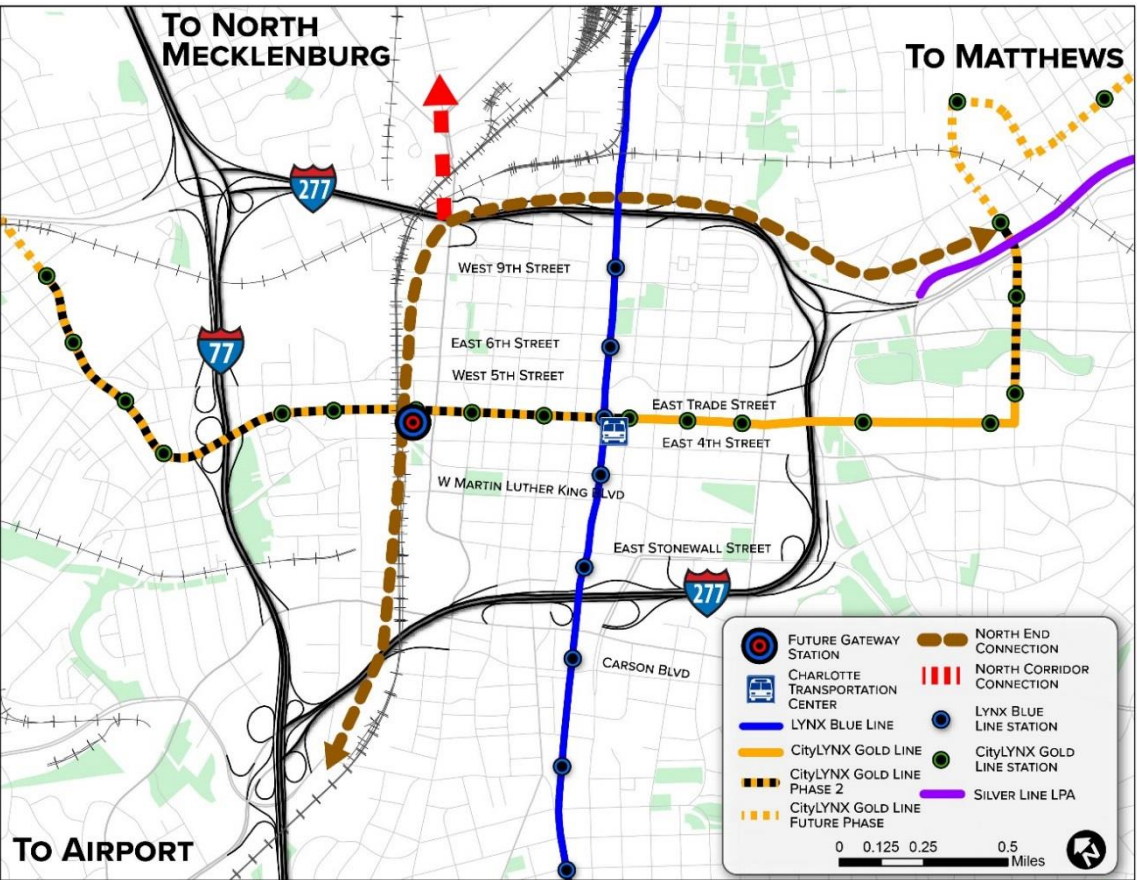 To North
Mecklenburg
To Matthews
277
West 9th Street
East 6th Street
77
West 5th Street
East Trade Street
East 4th Street
W Martin Luther King Blvd
East Stonewall Street
277
Carson Blvd
To Airport
Future Gateway
Station
Charlotte
Transportation
Center
LYNX Blue Line
CityLYNX Gold Line
CityLYNX Gold Line
Phase 2
CityLYNX Gold Line
Future Phase
North End
Connection
North Corridor
Connection
LYNX Blue
Line station
CityLYNX Gold
Line station
Silver Line LPA
0 0.125 0.25 0.5
Miles
N